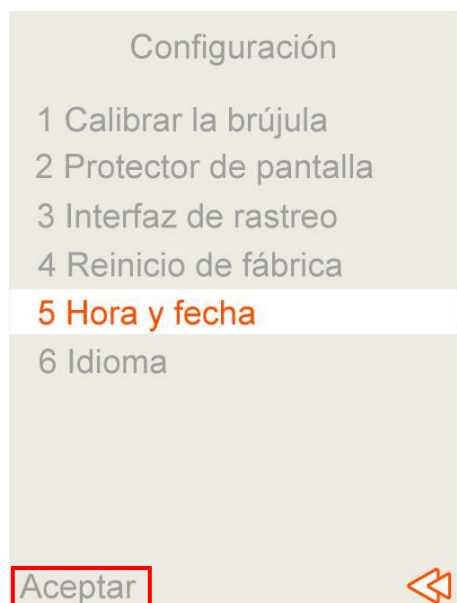 Configuración
1 Calibrar la brújula
2 Protector de pantalla
3 Interfaz de rastreo
4 Reinicio de fábrica
5 Hora y fecha
6 Idioma
Aceptar